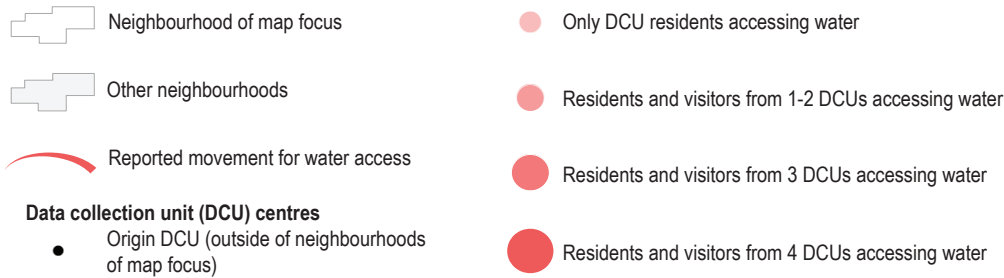 Neighbourhood of map focus
Other neighbourhoods
Reported movement for water access
Data collection unit (DCU) centres
Origin DCU (outside of neighbourhoods
of map focus)
Only DCU residents accessing water
Residents and visitors from 1-2 DCUs accessing water
Residents and visitors from 3 DCUs accessing water
Residents and visitors from 4 DCUs accessing water